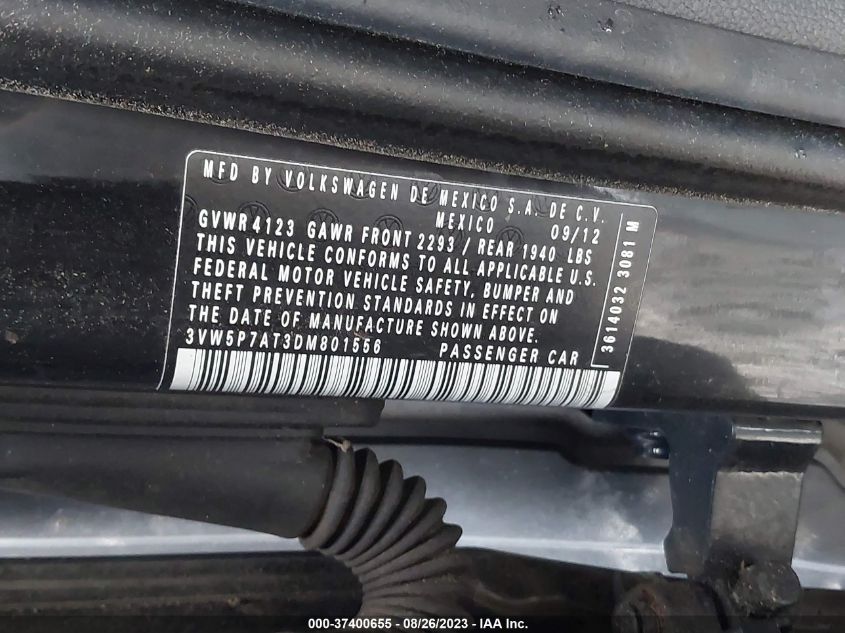 MFD BY VOLKSWAGEN DE MEXICO S.A. DE C.V.
MEXICO 09/12
GVWR 4123 GAWR FRONT 2293 / REAR 1940 LBS
THIS VEHICLE CONFORMS TO ALL APPLICABLE U.S.
FEDERAL MOTOR VEHICLE SAFETY, BUMPER AND
THEFT PREVENTION STANDARDS IN EFFECT ON
THE DATE OF MANUFACTURE SHOWN ABOVE.
3VW5P7AT3DM801556 PASSENGER CAR
3614032 3081 M
000-37400655 - 08/26/2023 - IAA Inc.